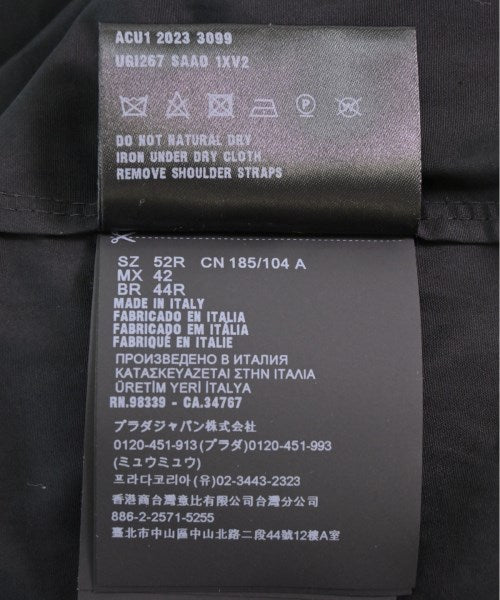 ACU1 2023 3099
UGI267 SAAO 1XV2
DO NOT NATURAL DRY
IRON UNDER DRY CLOTH
REMOVE SHOULDER STRAPS
SZ 52R CN 185/104 A
MX 42
BR 44R
MADE IN ITALY
FABRICADO EN ITALIA
FABRICADO EM ITÁLIA
FABRIQUÉ EN ITALIE
ПРОИЗВЕДЕНО В ИТАЛИЯ
ΚΑΤΑΣΚΕΥΑΖΕΤΑΙ ΣΤΗΝ ΙΤΑΛΙΑ
ÜRETİM YERİ İTALYA
RN.98339 - CA.34767
プラダジャパン株式会社
0120-451-913(プラダ)0120-451-993
(ミュウミュウ)
프라다코리아(유)02-3443-2323
香港商台灣意比有限公司台灣分公司
886-2-2571-5255
臺北市中山區中山北路二段44號12樓A室